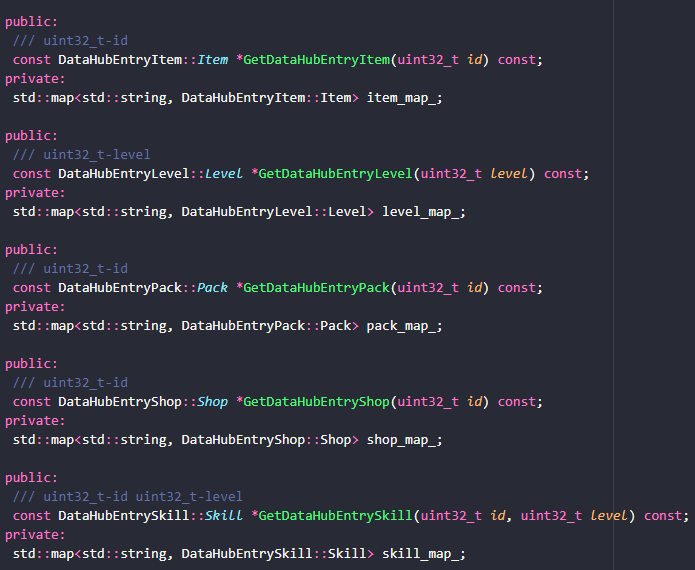 public:
/// uint32_t-id
const DataHubEntryItem::Item *GetDataHubEntryItem(uint32_t id) const;
private:
std::map<std::string, DataHubEntryItem::Item> item_map_;
public:
/// uint32_t-level
const DataHubEntryLevel::Level *GetDataHubEntryLevel(uint32_t level) const;
private:
std::map<std::string, DataHubEntryLevel::Level> level_map_;
public:
/// uint32_t-id
const DataHubEntryPack::Pack *GetDataHubEntryPack(uint32_t id) const;
private:
std::map<std::string, DataHubEntryPack::Pack> pack_map_;
public:
/// uint32_t-id
const DataHubEntryShop::Shop *GetDataHubEntryShop(uint32_t id) const;
private:
std::map<std::string, DataHubEntryShop::Shop> shop_map_;
public:
/// uint32_t-id uint32_t-level
const DataHubEntrySkill::Skill *GetDataHubEntrySkill(uint32_t id, uint32_t level) const;
private:
std::map<std::string, DataHubEntrySkill::Skill> skill_map_;